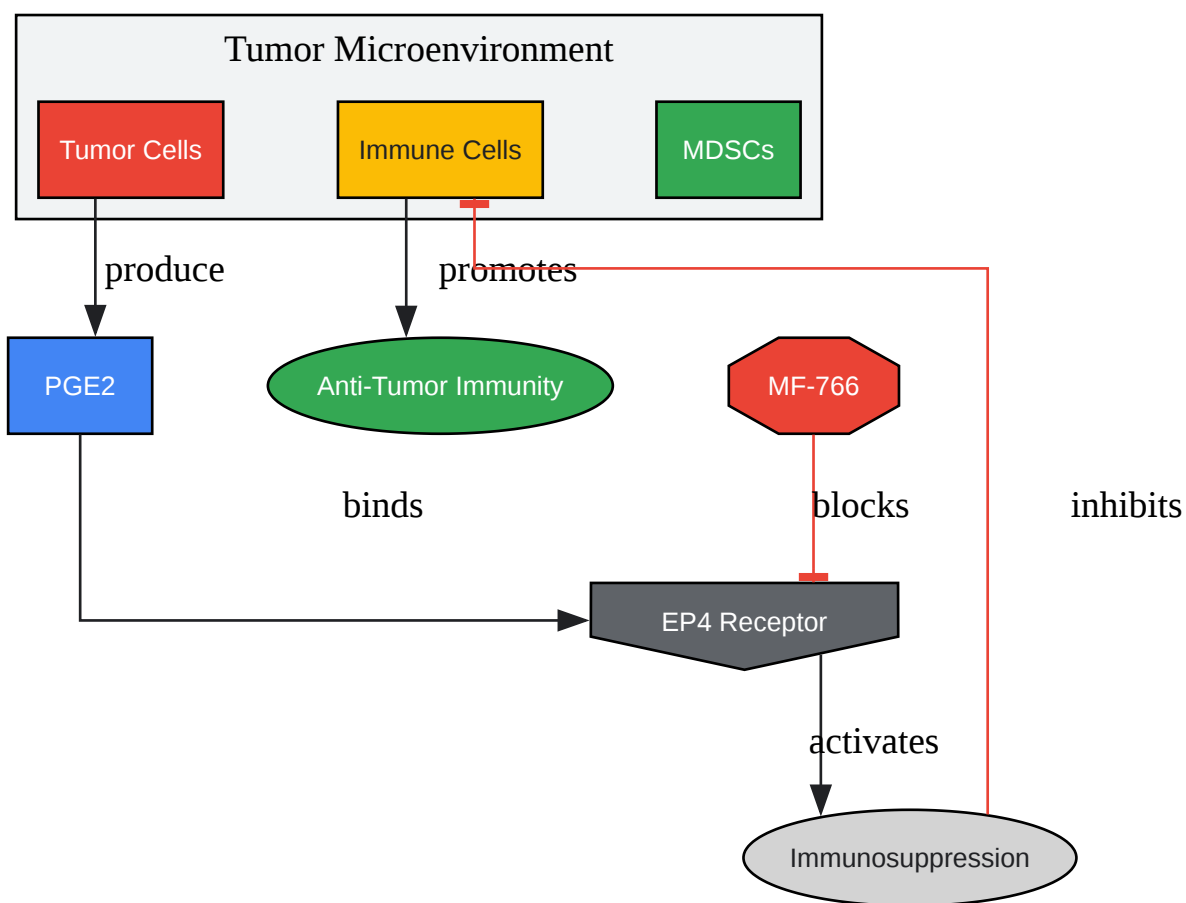 Tumor Microenvironment
Tumor Cells
Immune Cells
MDSCs
produce
promotes
PGE2
Anti-Tumor Immunity
MF-766
binds
blocks
inhibits
EP4 Receptor
activates
Immunosuppression